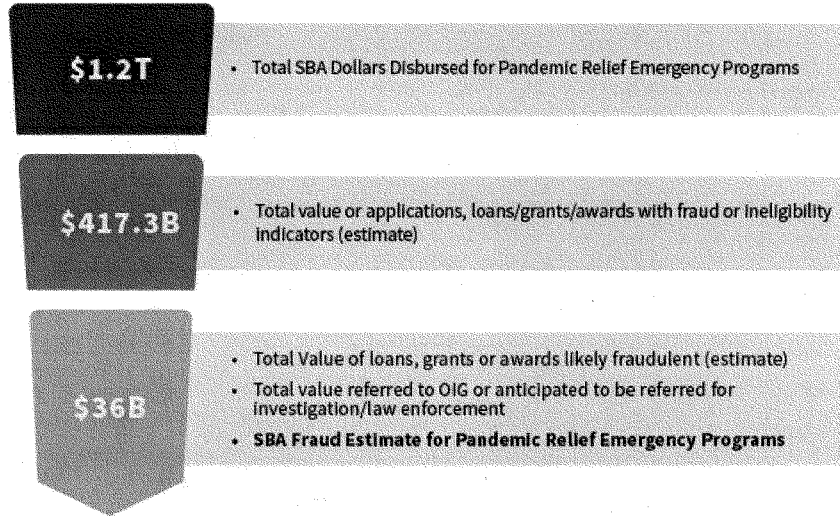 $1.2T
• Total SBA Dollars Disbursed for Pandemic Relief Emergency Programs
$417.3B
• Total value or applications, loans/grants/awards with fraud or ineligibility
indicators (estimate)
$36B
• Total Value of loans, grants or awards likely fraudulent (estimate)
• Total value referred to OIG or anticipated to be referred for
investigation/law enforcement
• SBA Fraud Estimate for Pandemic Relief Emergency Programs